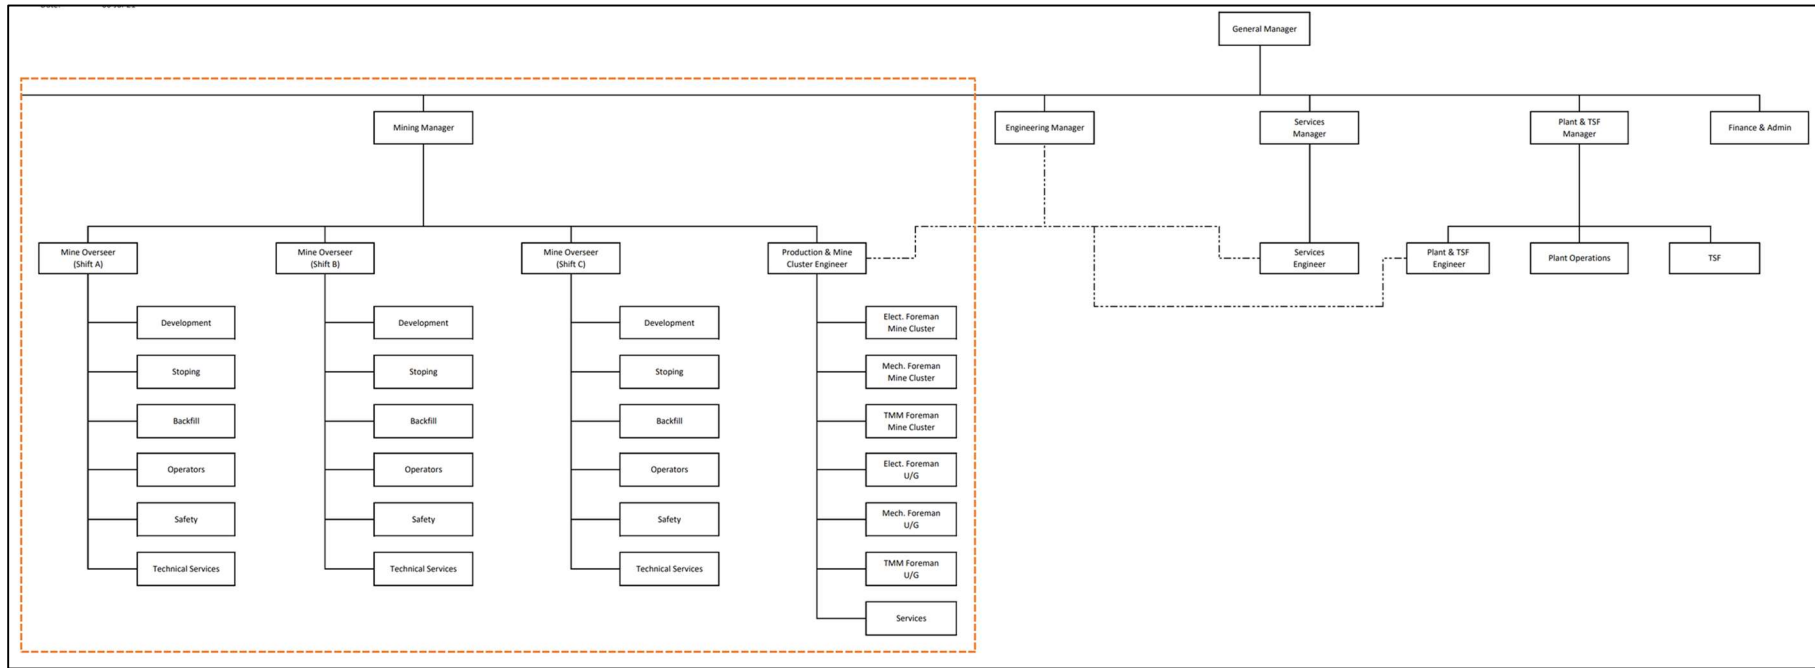 General Manager
Mining Manager
Engineering Manager
Services
Manager
Plant & TSF
Manager
Finance & Admin
Mine Overseer
(Shift A)
Mine Overseer
(Shift B)
Mine Overseer
(Shift C)
Production & Mine
Cluster Engineer
Services
Engineer
Plant & TSF
Engineer
Plant Operations
TSF
Development
Stoping
Backfill
Operators
Safety
Technical Services
Development
Stoping
Backfill
Operators
Safety
Technical Services
Development
Stoping
Backfill
Operators
Safety
Technical Services
Elect. Foreman
Mine Cluster
Mech. Foreman
Mine Cluster
TMM Foreman
Mine Cluster
Elect. Foreman
U/G
Mech. Foreman
U/G
TMM Foreman
U/G
Services